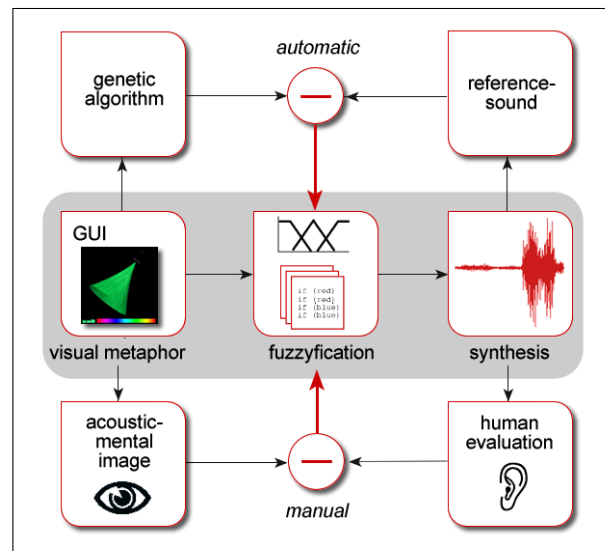 automatic
genetic
algorithm
reference-
sound
GUI
if (red)
if (red)
if (blue)
if (blue)
visual metaphor
fuzzyfication
synthesis
acoustic-
mental
image
human
evaluation
manual